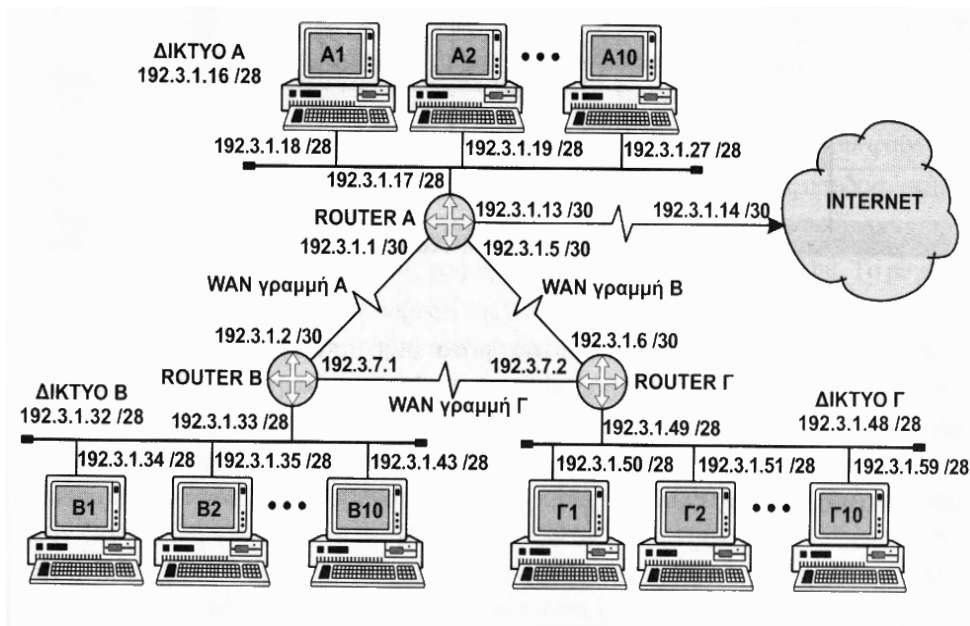 ΔΙΚΤΥΟ Α
192.3.1.16 /28
Α1
Α2
Α10
192.3.1.18 /28
192.3.1.19 /28
192.3.1.27 /28
192.3.1.17 /28
ROUTER A
192.3.1.13 /30
192.3.1.14 /30
INTERNET
192.3.1.1 /30
192.3.1.5 /30
WAN γραμμή Α
WAN γραμμή Β
192.3.1.2 /30
192.3.1.6 /30
ROUTER B
192.3.7.1
192.3.7.2
ROUTER Γ
WAN γραμμή Γ
ΔΙΚΤΥΟ Β
192.3.1.32 /28
192.3.1.33 /28
ΔΙΚΤΥΟ Γ
192.3.1.48 /28
192.3.1.49 /28
192.3.1.34 /28
192.3.1.35 /28
192.3.1.43 /28
192.3.1.50 /28
192.3.1.51 /28
192.3.1.59 /28
Β1
Β2
Β10
Γ1
Γ2
Γ10